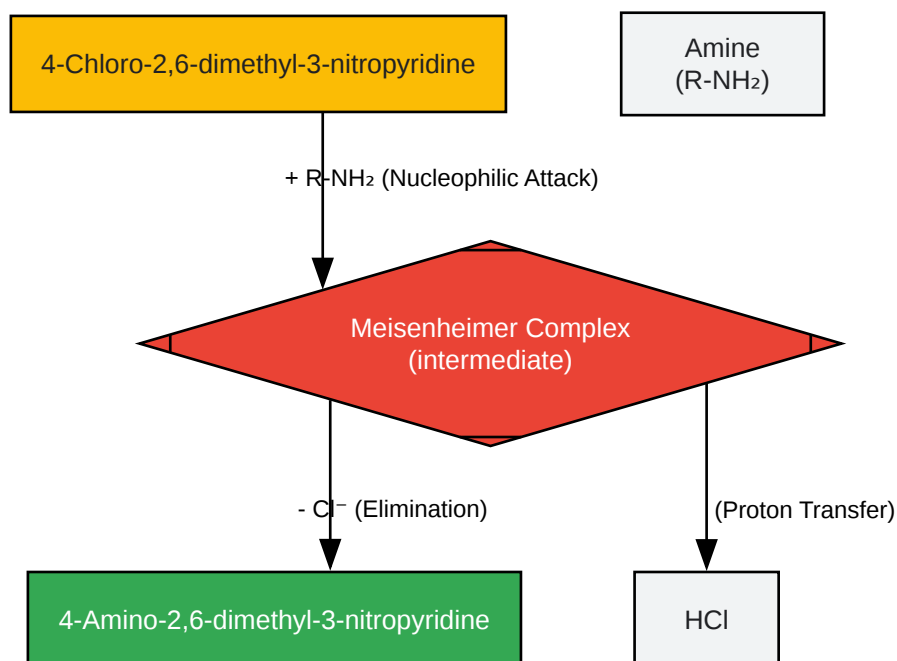 4-Chloro-2,6-dimethyl-3-nitropyridine
Amine
(R-NH₂)
+ R-NH₂ (Nucleophilic Attack)
Meisenheimer Complex
(intermediate)
- Cl⁻ (Elimination)
(Proton Transfer)
4-Amino-2,6-dimethyl-3-nitropyridine
HCl